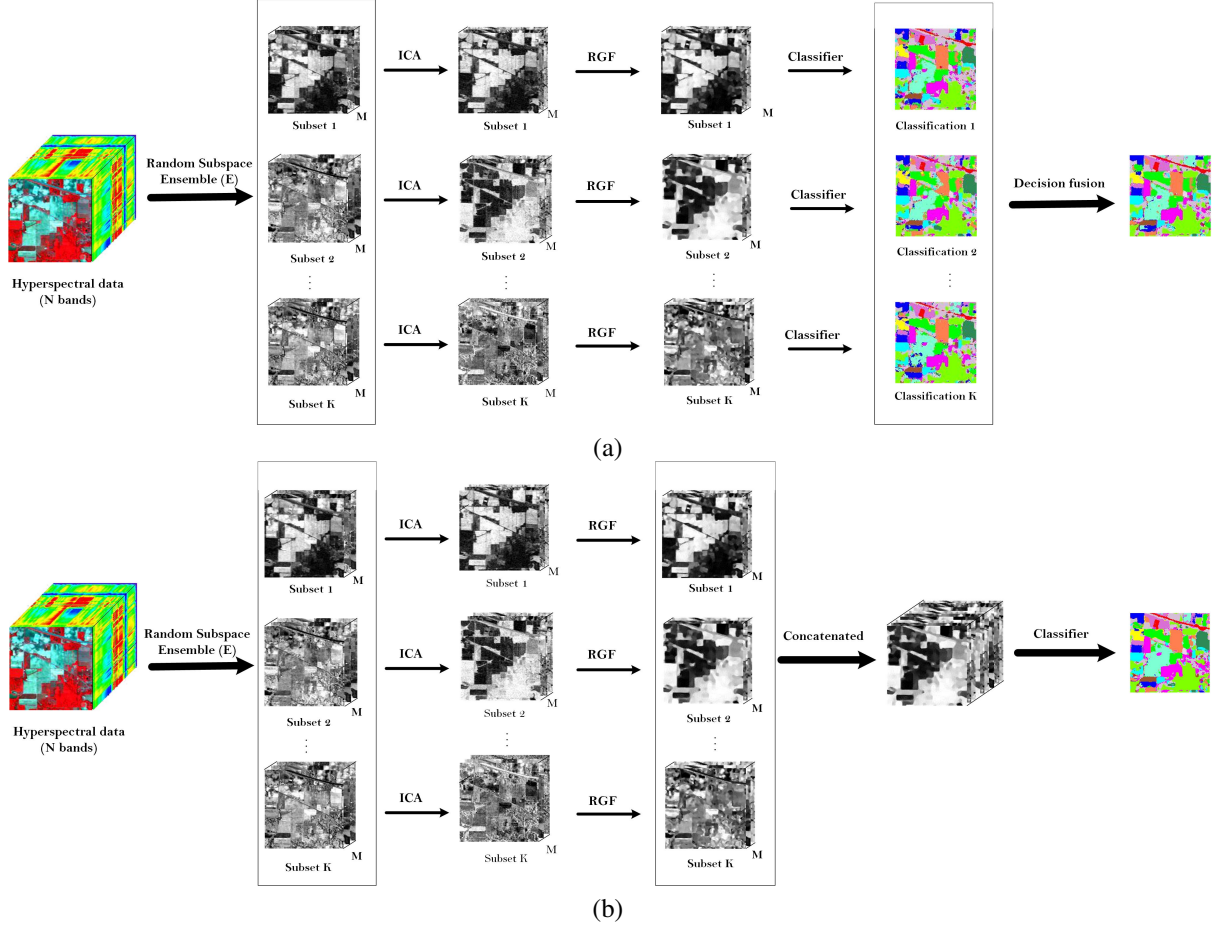 ICA
RGF
Classifier
M
M
M
Subset 1
Subset 1
Subset 1
Classification 1
Random Subspace
Ensemble (E)
ICA
RGF
Classifier
Decision fusion
M
M
M
Subset 2
Subset 2
Subset 2
Classification 2
Hyperspectral data
(N bands)
ICA
RGF
Classifier
M
M
M
Subset K
Subset K
Subset K
Classification K
(a)
ICA
RGF
M
M
M
Subset 1
Subset 1
Subset 1
Random Subspace
Ensemble (E)
ICA
RGF
Concatenated
Classifier
M
M
M
Subset 2
Subset 2
Subset 2
Hyperspectral data
(N bands)
ICA
RGF
M
M
M
Subset K
Subset K
Subset K
(b)